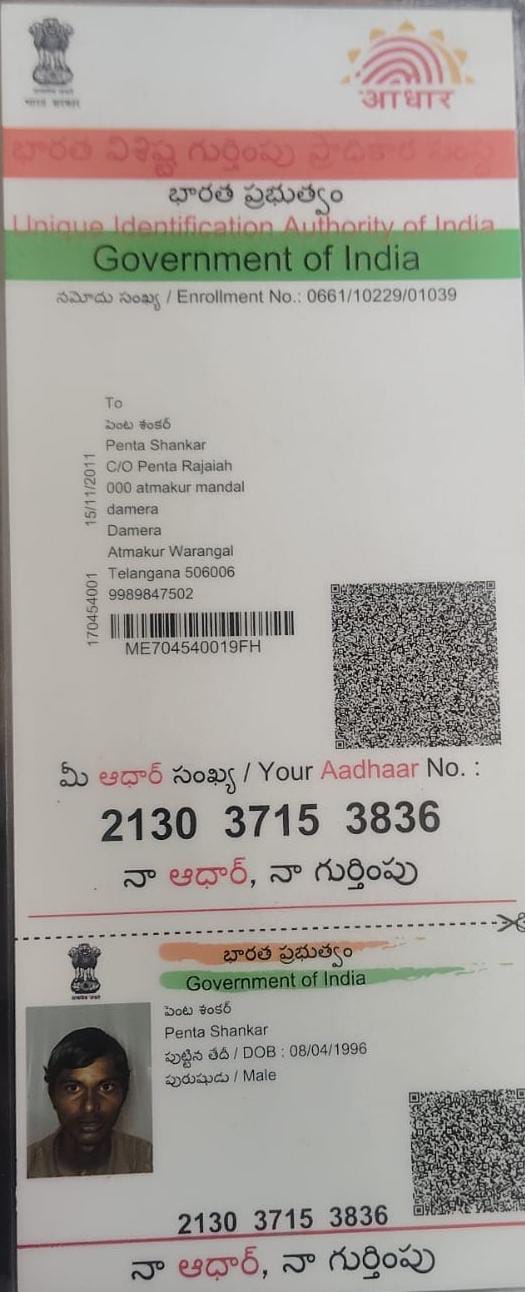 भारत सरकार
आधार
భారత విశిష్ట గుర్తింపు ప్రాధికార సంస్థ
భారత ప్రభుత్వం
Unique Identification Authority of India
Government of India
నమోదు సంఖ్య / Enrollment No.: 0661/10229/01039
To
పెంట శంకర్
Penta Shankar
C/O Penta Rajaiah
000 atmakur mandal
damera
Damera
Atmakur Warangal
Telangana 506006
9989847502
15/11/2011
170454001
ME704540019FH
మీ ఆధార్ సంఖ్య / Your Aadhaar No. :
2130 3715 3836
నా ఆధార్, నా గుర్తింపు
భారత ప్రభుత్వం
Government of India
పెంట శంకర్
Penta Shankar
పుట్టిన తేదీ / DOB : 08/04/1996
పురుషుడు / Male
2130 3715 3836
నా ఆధార్, నా గుర్తింపు